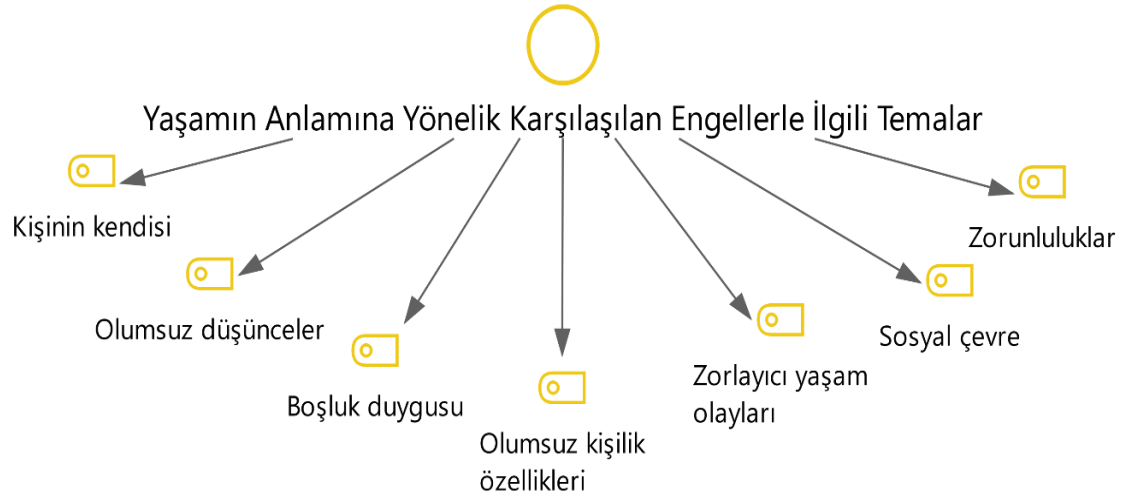 Yaşamın Anlamına Yönelik Karşılaşılan Engellerle İlgili Temalar
Kişinin kendisi
Olumsuz düşünceler
Boşluk duygusu
Olumsuz kişilik
özellikleri
Zorlayıcı yaşam
olayları
Sosyal çevre
Zorunluluklar